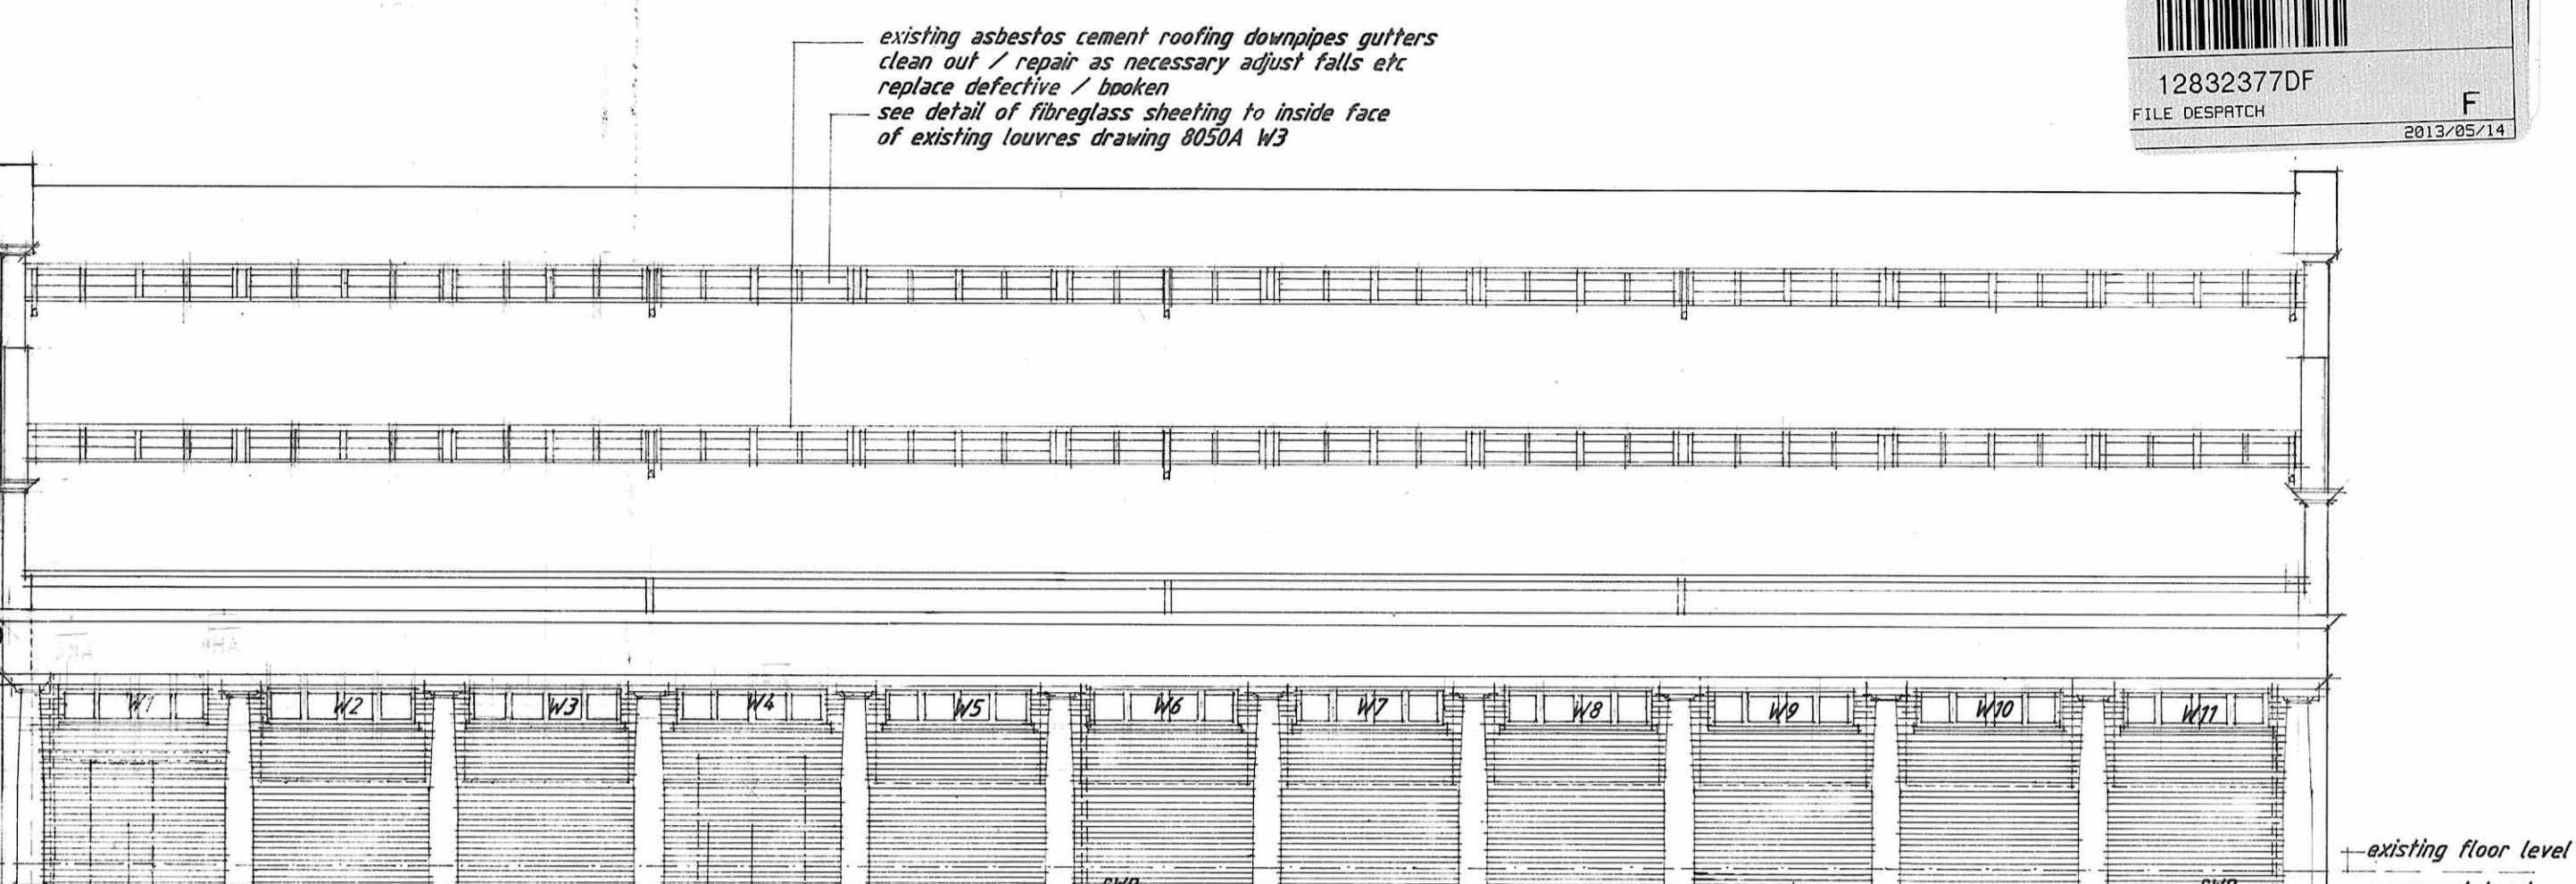 existing asbestos cement roofing downpipes gutters
clean out / repair as necessary adjust falls etc
replace defective / booken
see detail of fibreglass sheeting to inside face
of existing louvres drawing 8050A W3
12832377DF
FILE DESPATCH F
2013/05/14
W1 W2 W3 W4 W5 W6 W7 W8 W9 W10 W11
existing floor level